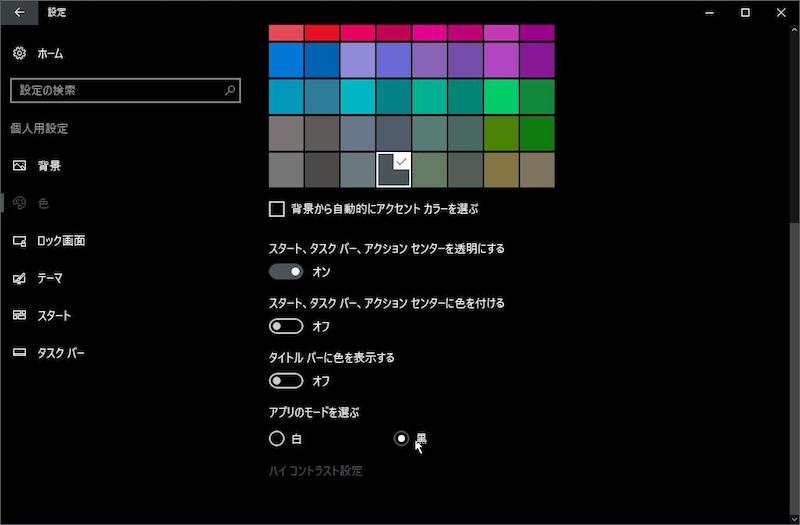 設定
ホーム
設定の検索
個人用設定
背景
色
ロック画面
テーマ
スタート
タスク バー
背景から自動的にアクセント カラーを選ぶ
スタート、タスク バー、アクション センターを透明にする
オン
スタート、タスク バー、アクション センターに色を付ける
オフ
タイトル バーに色を表示する
オフ
アプリのモードを選ぶ
白 黒
ハイ コントラスト設定